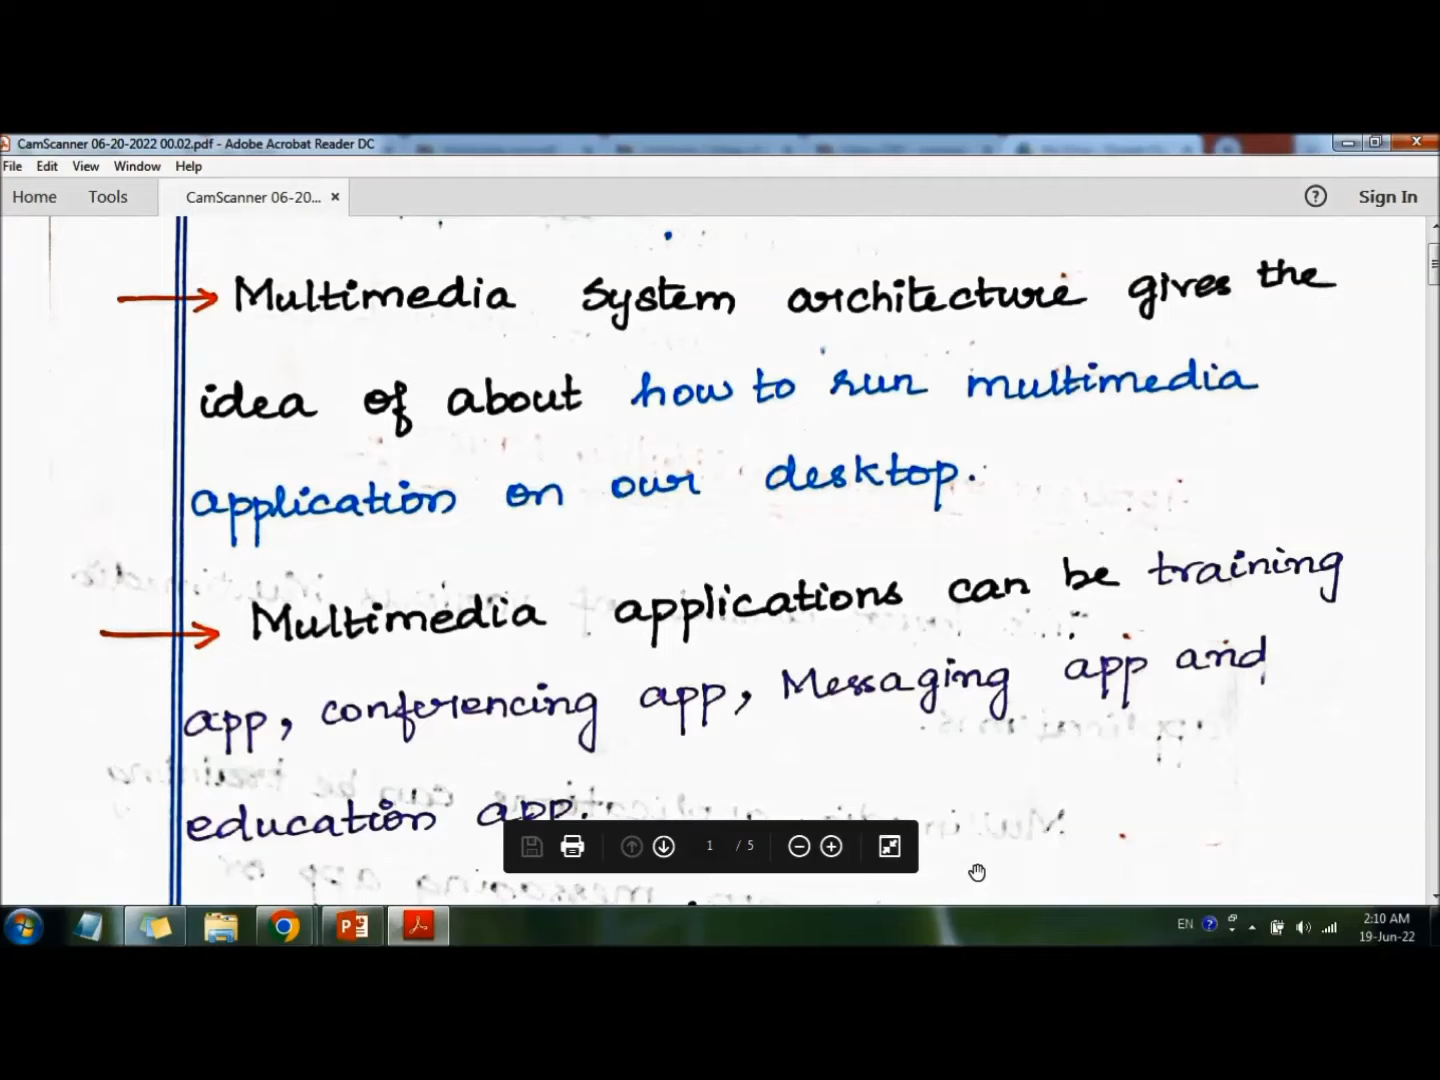 CamScanner 06-20-2022 00.02.pdf - Adobe Acrobat Reader DC
File Edit View Window Help
Home Tools CamScanner 06-20... × ? Sign In
→ Multimedia system architecture gives the
idea of about how to run multimedia
application on our desktop.
→ Multimedia applications can be training
app, conferencing app, Messaging app and
education app.
1 / 5
EN 2:10 AM
19-Jun-22